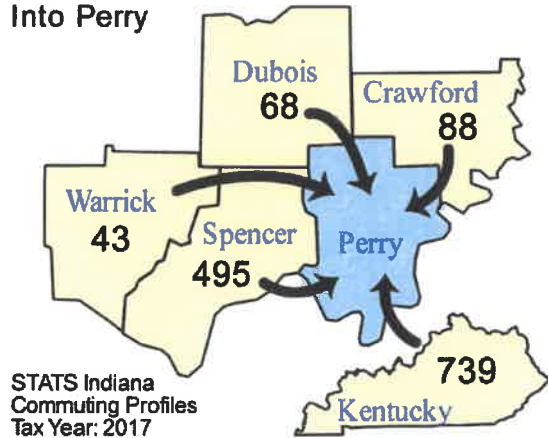 Into Perry
Dubois
68
Crawford
88
Warrick
43
Spencer
495
Perry
739
Kentucky
STATS Indiana
Commuting Profiles
Tax Year: 2017